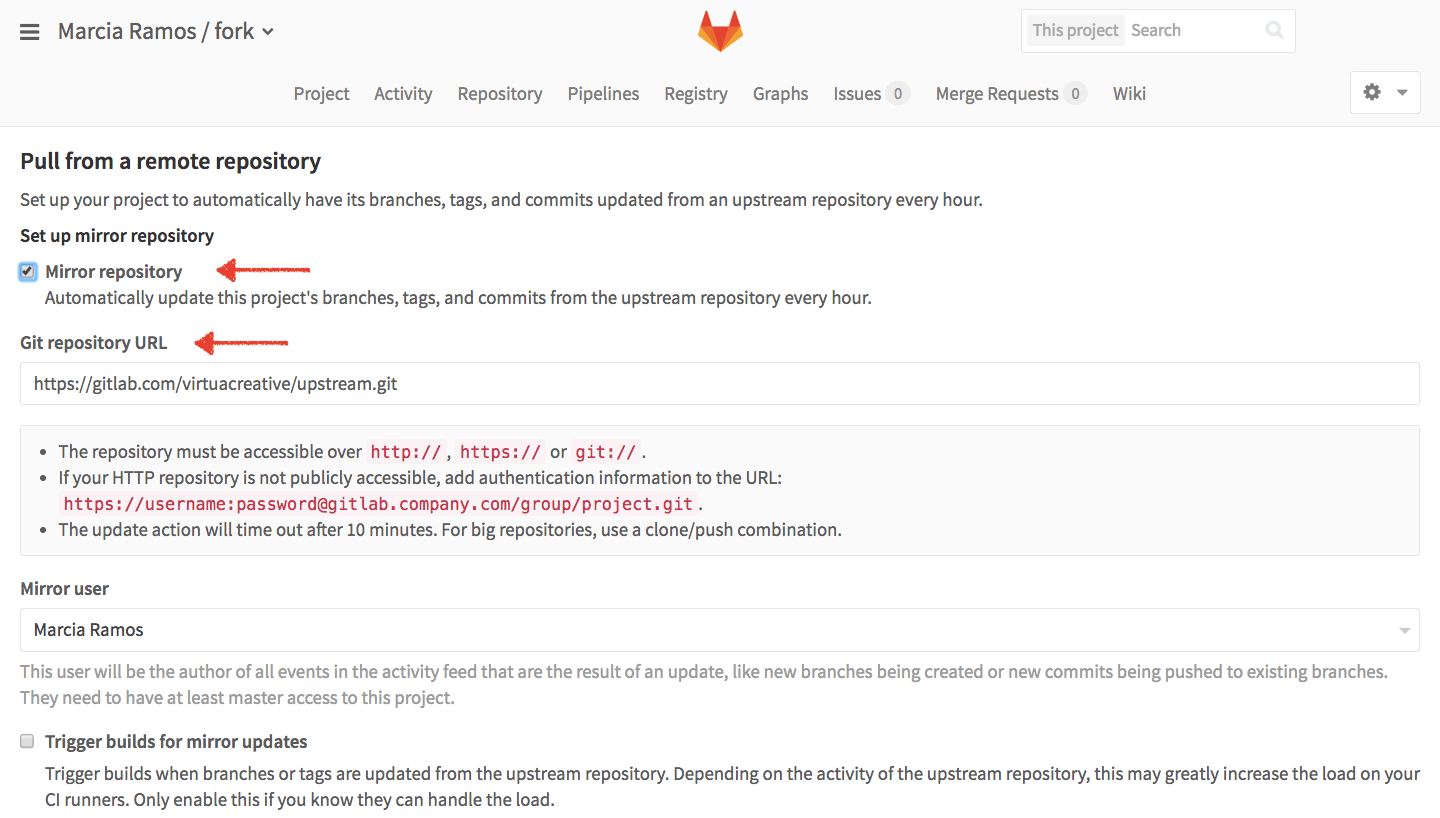 Marcia Ramos / fork
This project Search
Project Activity Repository Pipelines Registry Graphs Issues 0 Merge Requests 0 Wiki
Pull from a remote repository
Set up your project to automatically have its branches, tags, and commits updated from an upstream repository every hour.
Set up mirror repository
Mirror repository
Automatically update this project's branches, tags, and commits from the upstream repository every hour.
Git repository URL
https://gitlab.com/virtuacreative/upstream.git
• The repository must be accessible over http://, https:// or git://.
• If your HTTP repository is not publicly accessible, add authentication information to the URL:
https://username:password@gitlab.company.com/group/project.git.
• The update action will time out after 10 minutes. For big repositories, use a clone/push combination.
Mirror user
Marcia Ramos
This user will be the author of all events in the activity feed that are the result of an update, like new branches being created or new commits being pushed to existing branches.
They need to have at least master access to this project.
Trigger builds for mirror updates
Trigger builds when branches or tags are updated from the upstream repository. Depending on the activity of the upstream repository, this may greatly increase the load on your
CI runners. Only enable this if you know they can handle the load.